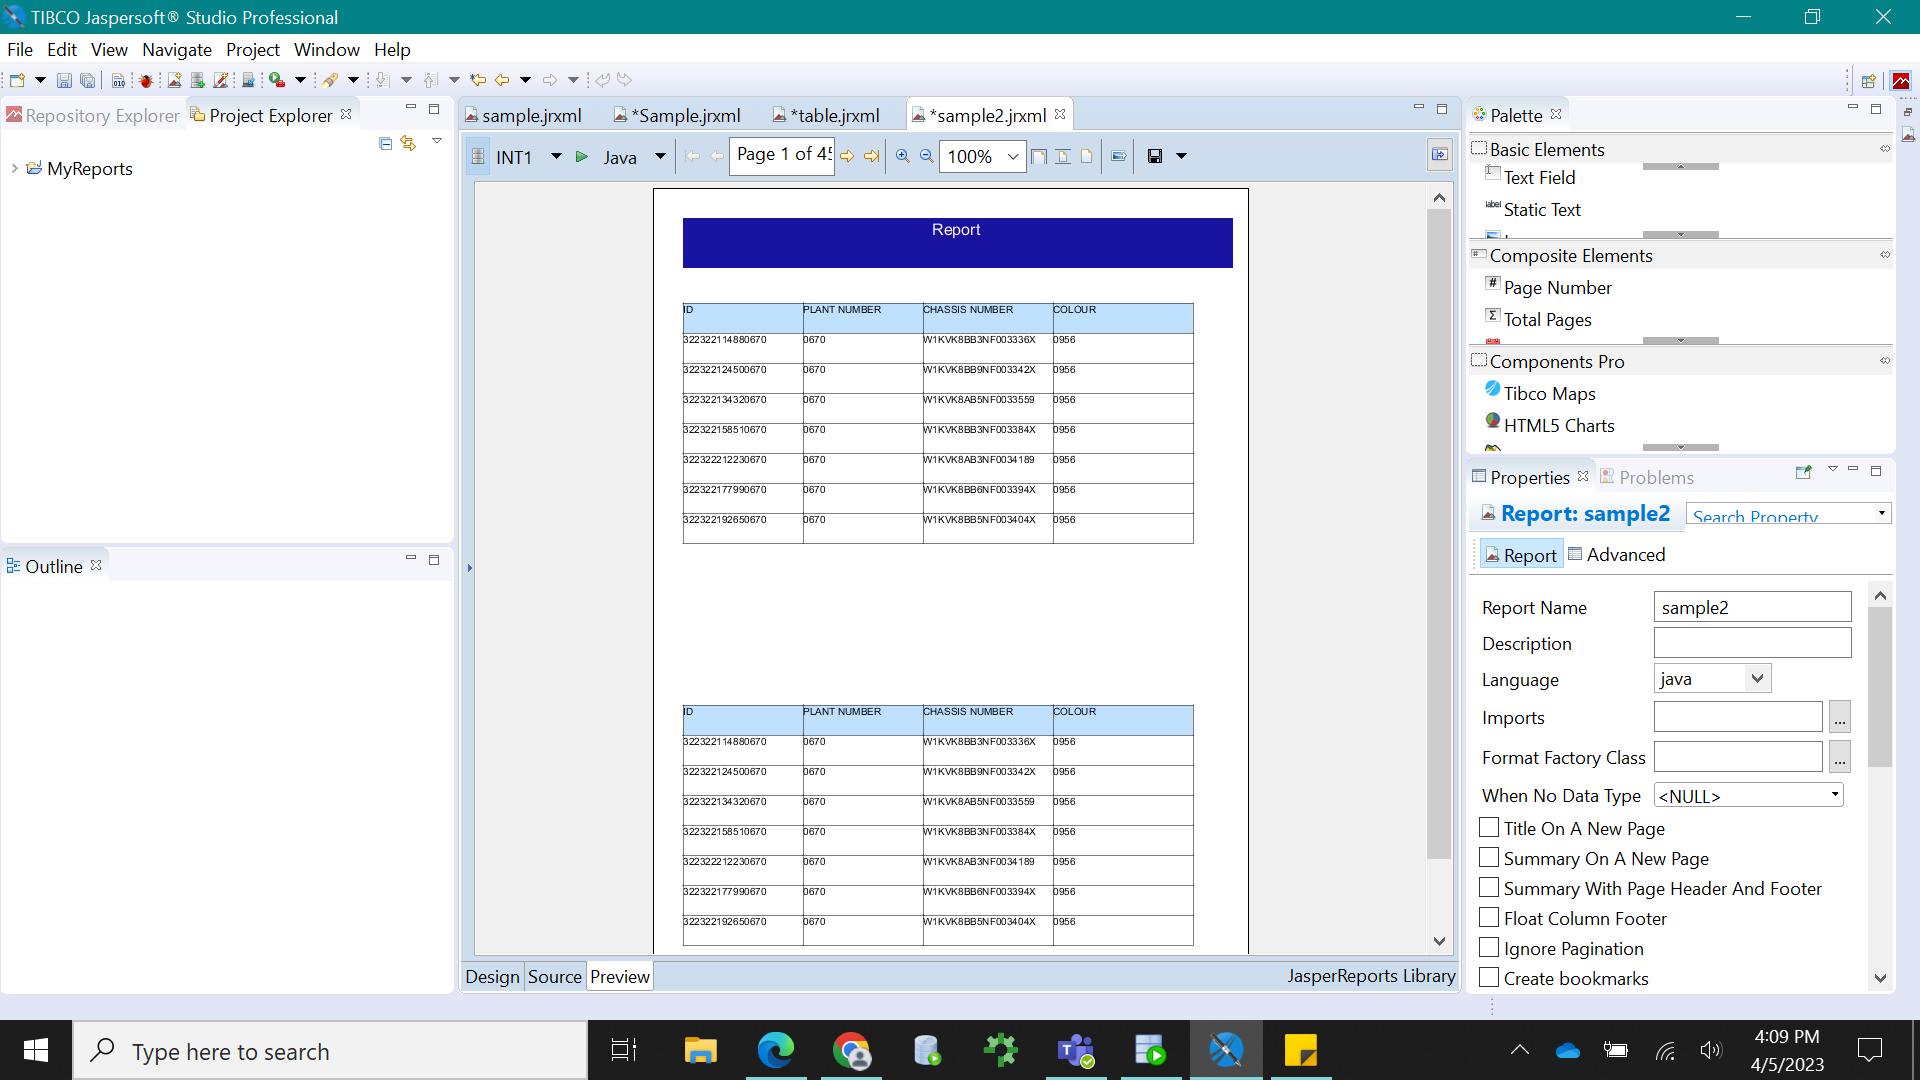 TIBCO Jaspersoft® Studio Professional
File Edit View Navigate Project Window Help
Repository Explorer Project Explorer
MyReports
Outline
sample.jrxml *Sample.jrxml *table.jrxml *sample2.jrxml
INT1 Java Page 1 of 45 100%
Report
ID PLANT NUMBER CHASSIS NUMBER COLOUR
322322114880670 0670 W1KVK8BB3NF003336X 0956
322322124500670 0670 W1KVK8BB9NF003342X 0956
322322134320670 0670 W1KVK8AB5NF0033559 0956
322322158510670 0670 W1KVK8BB3NF003384X 0956
322322212230670 0670 W1KVK8AB3NF0034189 0956
322322177990670 0670 W1KVK8BB6NF003394X 0956
322322192650670 0670 W1KVK8BB5NF003404X 0956
ID PLANT NUMBER CHASSIS NUMBER COLOUR
322322114880670 0670 W1KVK8BB3NF003336X 0956
322322124500670 0670 W1KVK8BB9NF003342X 0956
322322134320670 0670 W1KVK8AB5NF0033559 0956
322322158510670 0670 W1KVK8BB3NF003384X 0956
322322212230670 0670 W1KVK8AB3NF0034189 0956
322322177990670 0670 W1KVK8BB6NF003394X 0956
322322192650670 0670 W1KVK8BB5NF003404X 0956
Design Source Preview JasperReports Library
Palette
Basic Elements
Text Field
label Static Text
Composite Elements
# Page Number
Σ Total Pages
Components Pro
Tibco Maps
HTML5 Charts
Properties Problems
Report: sample2 Search Property
Report Advanced
Report Name sample2
Description
Language java
Imports ...
Format Factory Class ...
When No Data Type <NULL>
Title On A New Page
Summary On A New Page
Summary With Page Header And Footer
Float Column Footer
Ignore Pagination
Create bookmarks
Type here to search
4:09 PM
4/5/2023